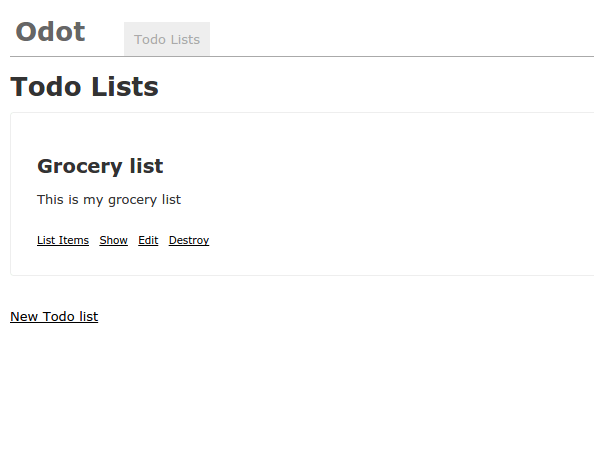 Odot Todo Lists
Todo Lists
Grocery list
This is my grocery list
List Items Show Edit Destroy
New Todo list